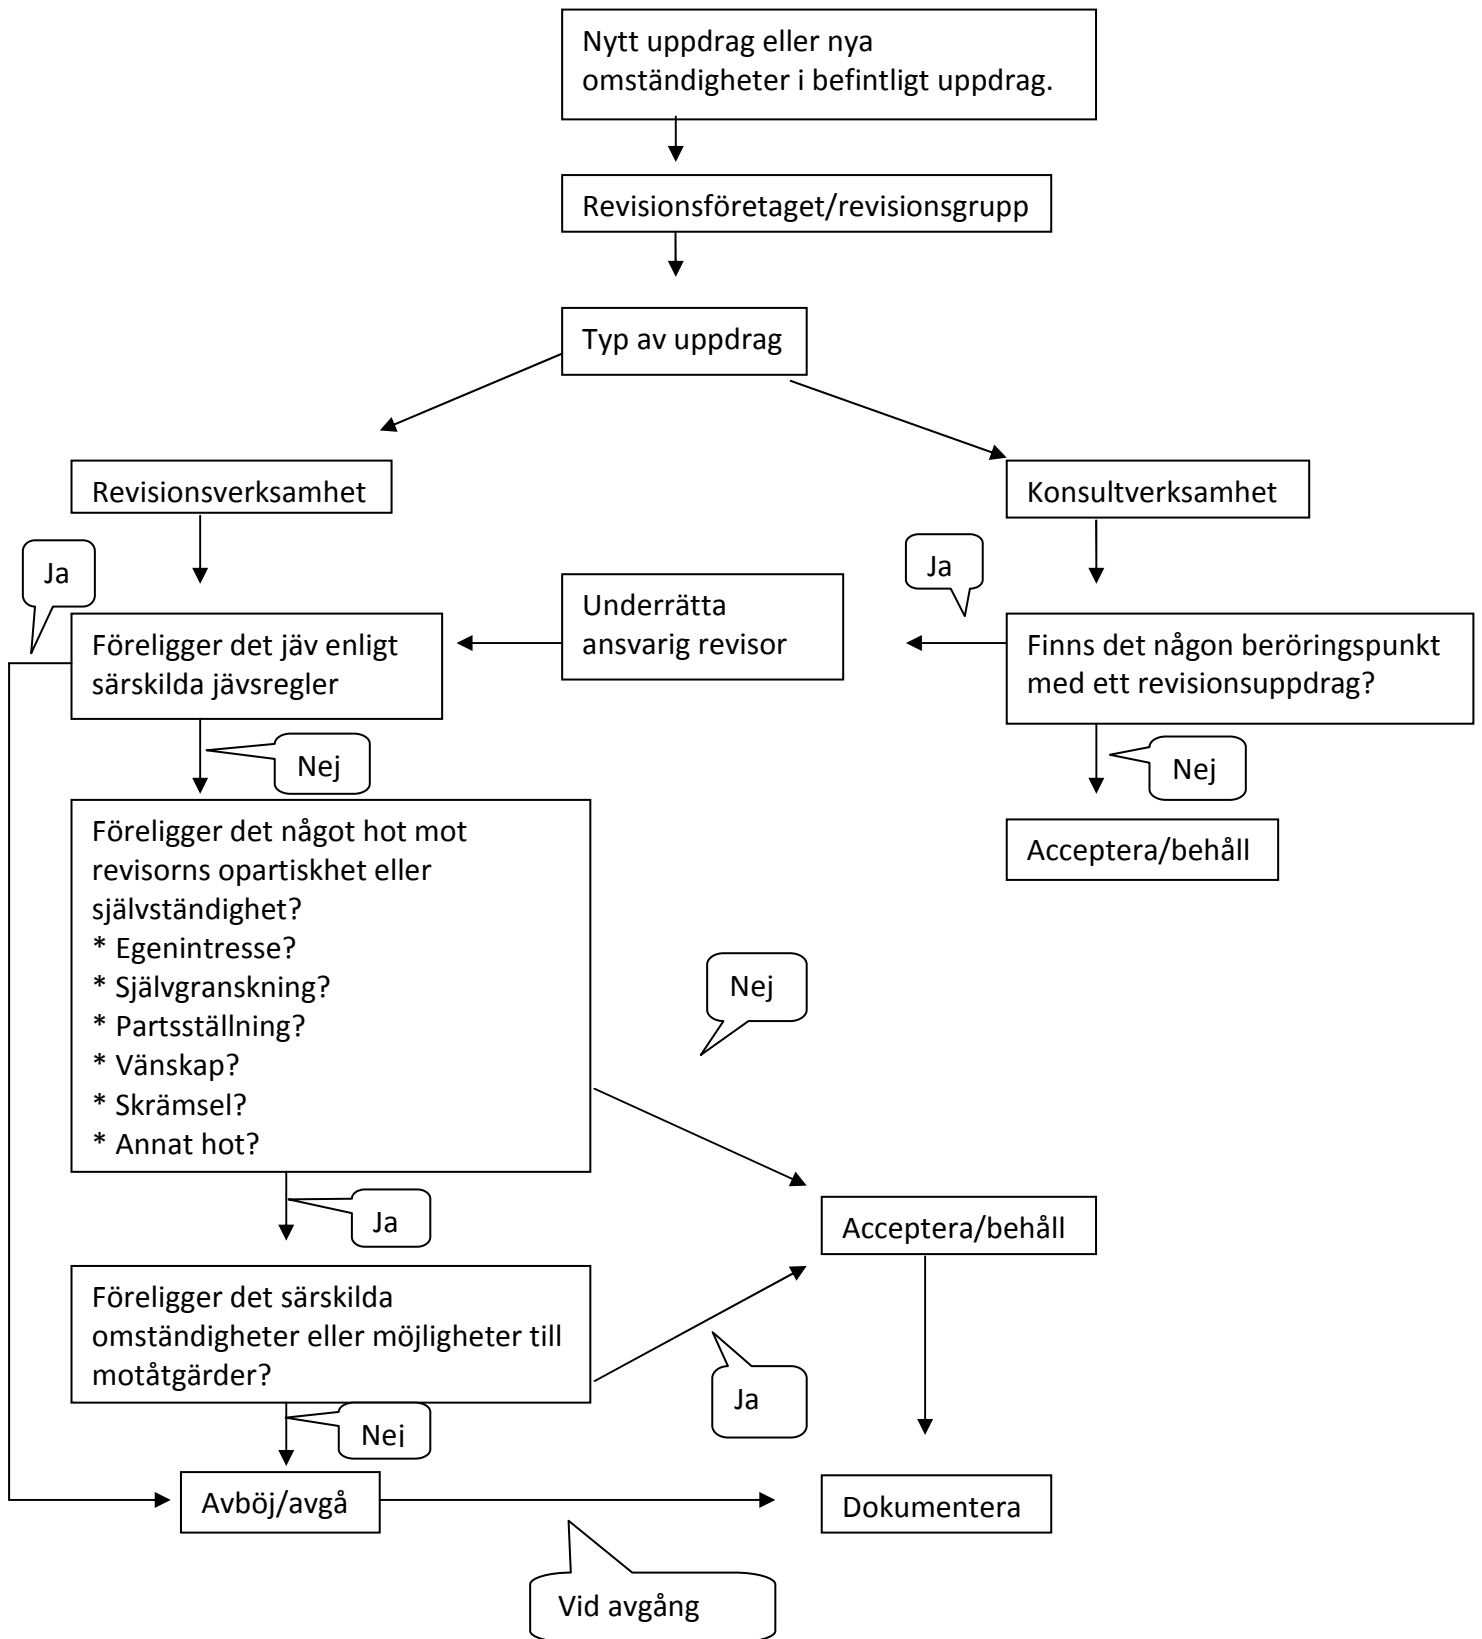 Nytt uppdrag eller nya
omständigheter i befintligt uppdrag.
Revisionsföretaget/revisionsgrupp
Typ av uppdrag
Revisionsverksamhet
Konsultverksamhet
Ja
Ja
Underrätta
ansvarig revisor
Föreligger det jäv enligt
särskilda jävsregler
Finns det någon beröringspunkt
med ett revisionsuppdrag?
Nej
Nej
Föreligger det något hot mot
revisorns opartiskhet eller
självständighet?
* Egenintresse?
* Självgranskning?
* Partsställning?
* Vänskap?
* Skrämsel?
* Annat hot?
Acceptera/behåll
Nej
Ja
Acceptera/behåll
Föreligger det särskilda
omständigheter eller möjligheter till
motåtgärder?
Ja
Nej
Avböj/avgå
Dokumentera
Vid avgång